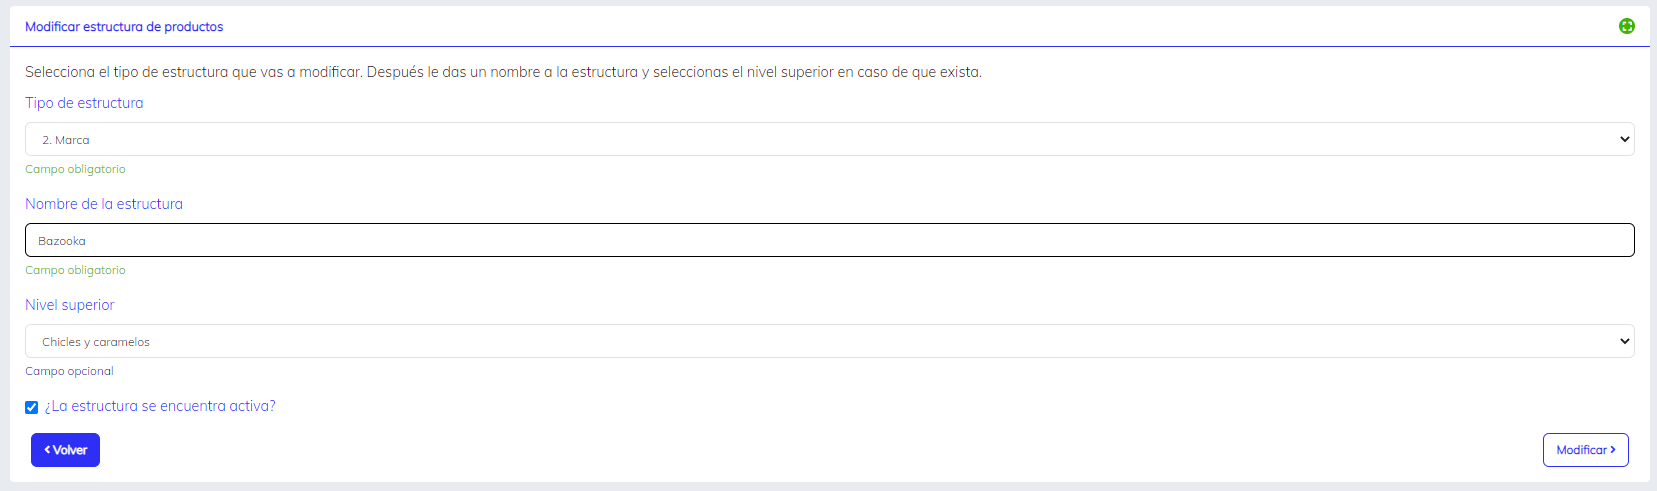 Modificar estructura de productos
Selecciona el tipo de estructura que vas a modificar. Después le das un nombre a la estructura y seleccionas el nivel superior en caso de que exista.
Tipo de estructura
2. Marca
Campo obligatorio
Nombre de la estructura
Bazooka
Campo obligatorio
Nivel superior
Chicles y caramelos
Campo opcional
¿La estructura se encuentra activa?
Volver
Modificar